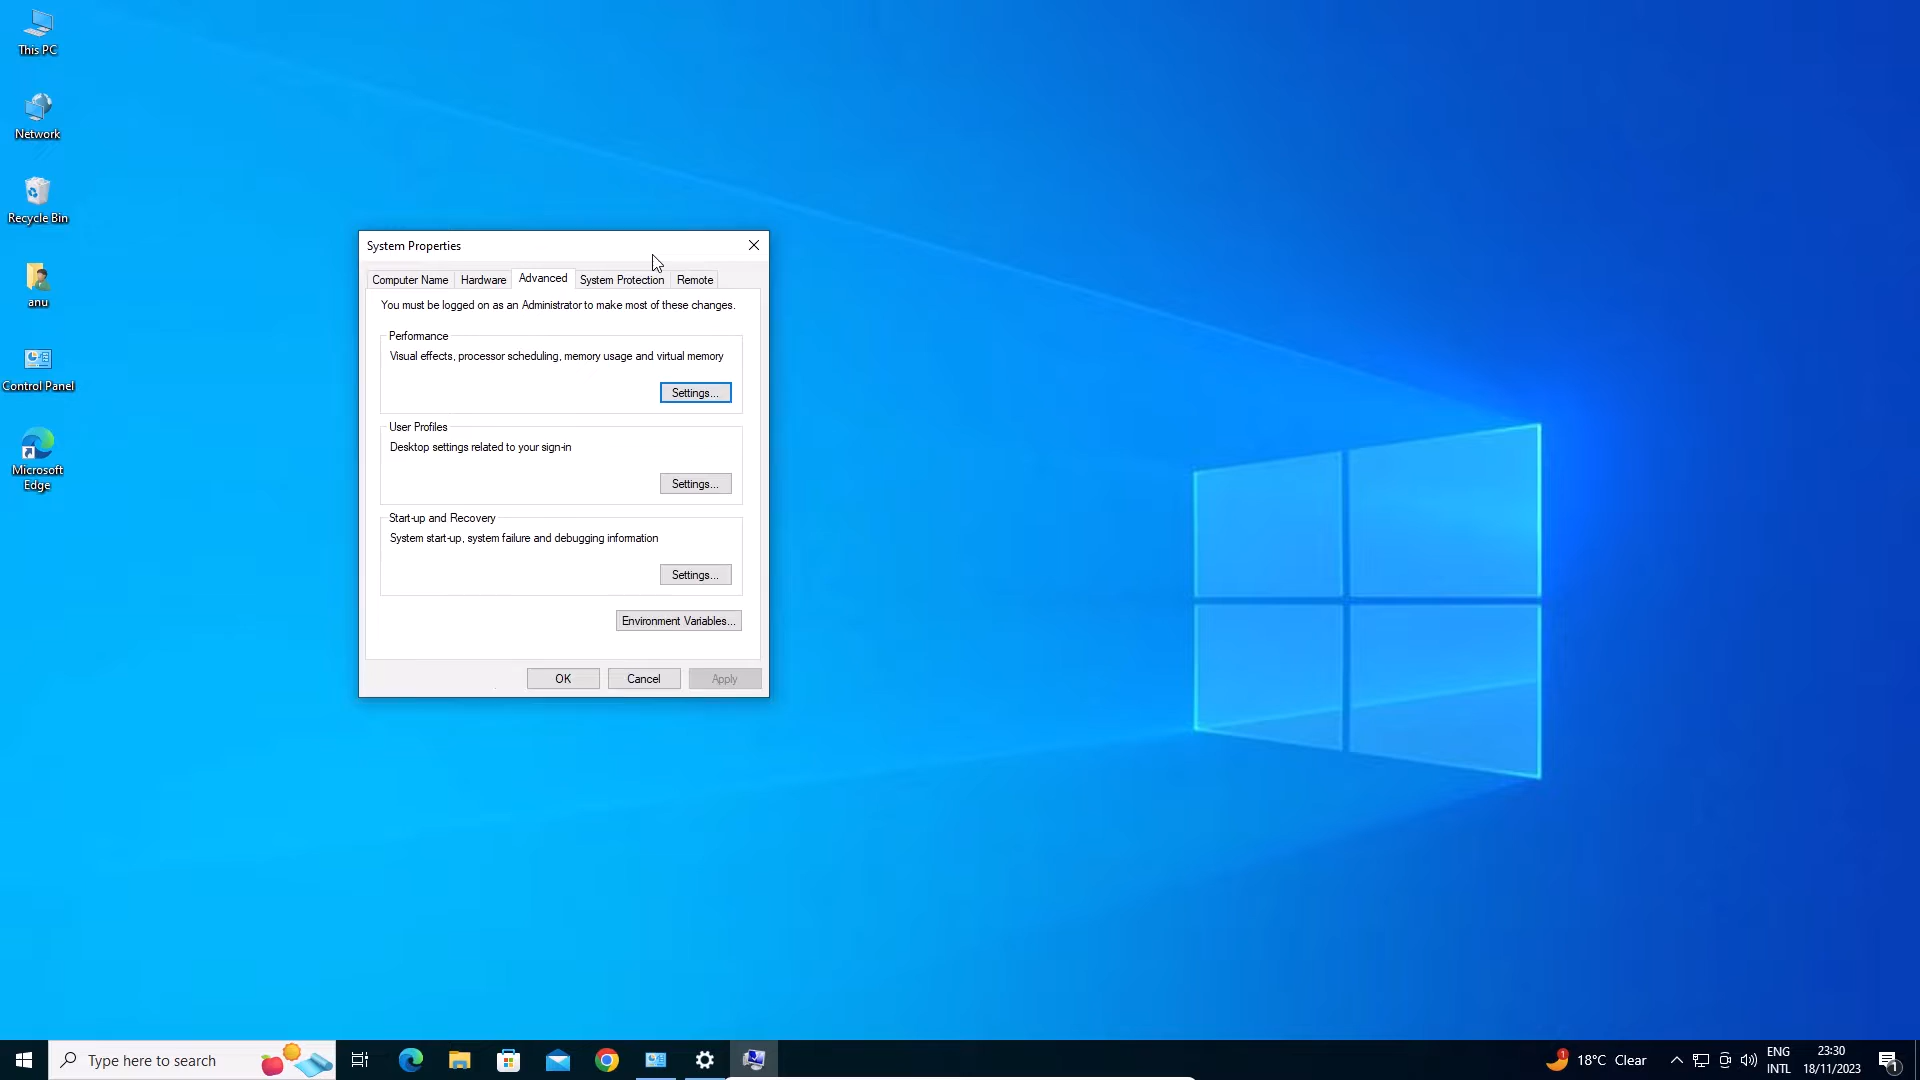 This PC
Network
Recycle Bin
anu
Control Panel
Microsoft
Edge
System Properties
Computer Name Hardware Advanced System Protection Remote
You must be logged on as an Administrator to make most of these changes.
Performance
Visual effects, processor scheduling, memory usage and virtual memory
Settings...
User Profiles
Desktop settings related to your sign-in
Settings...
Start-up and Recovery
System start-up, system failure and debugging information
Settings...
Environment Variables...
OK Cancel Apply
Type here to search
1
18°C Clear
ENG
INTL
23:30
18/11/2023
1